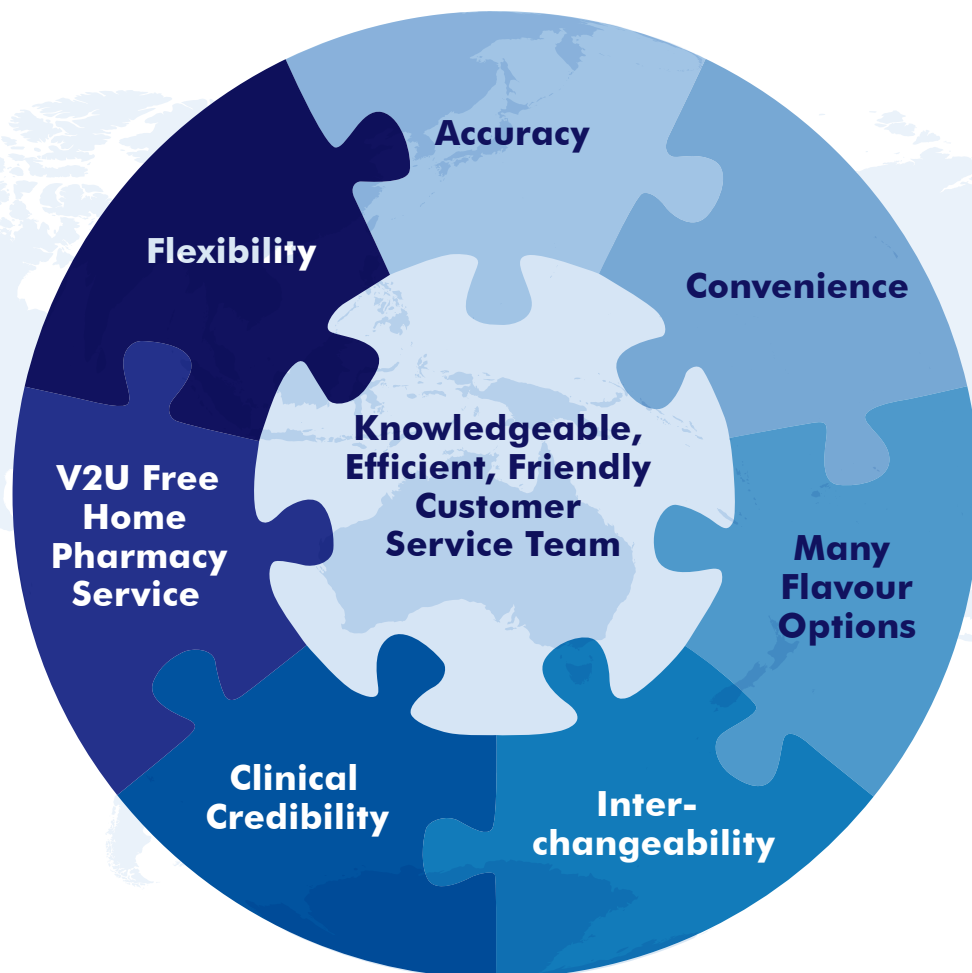 Accuracy
Flexibility
Convenience
Knowledgeable,
Efficient, Friendly
Customer
Service Team
V2U Free
Home
Pharmacy
Service
Many
Flavour
Options
Clinical
Credibility
Inter-
changeability